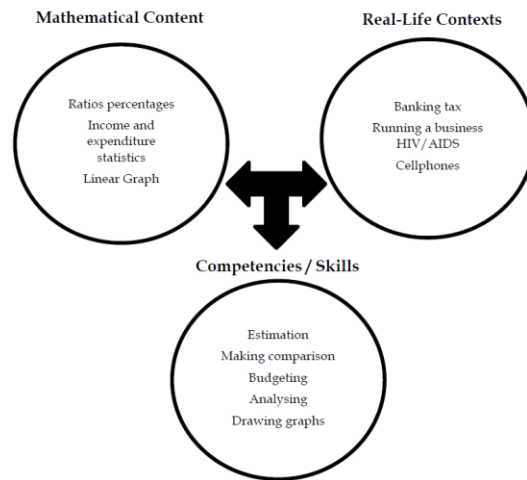 Mathematical Content
Ratios percentages
Income and
expenditure
statistics
Linear Graph
Real-Life Contexts
Banking tax
Running a business
HIV/AIDS
Cellphones
Competencies / Skills
Estimation
Making comparison
Budgeting
Analysing
Drawing graphs